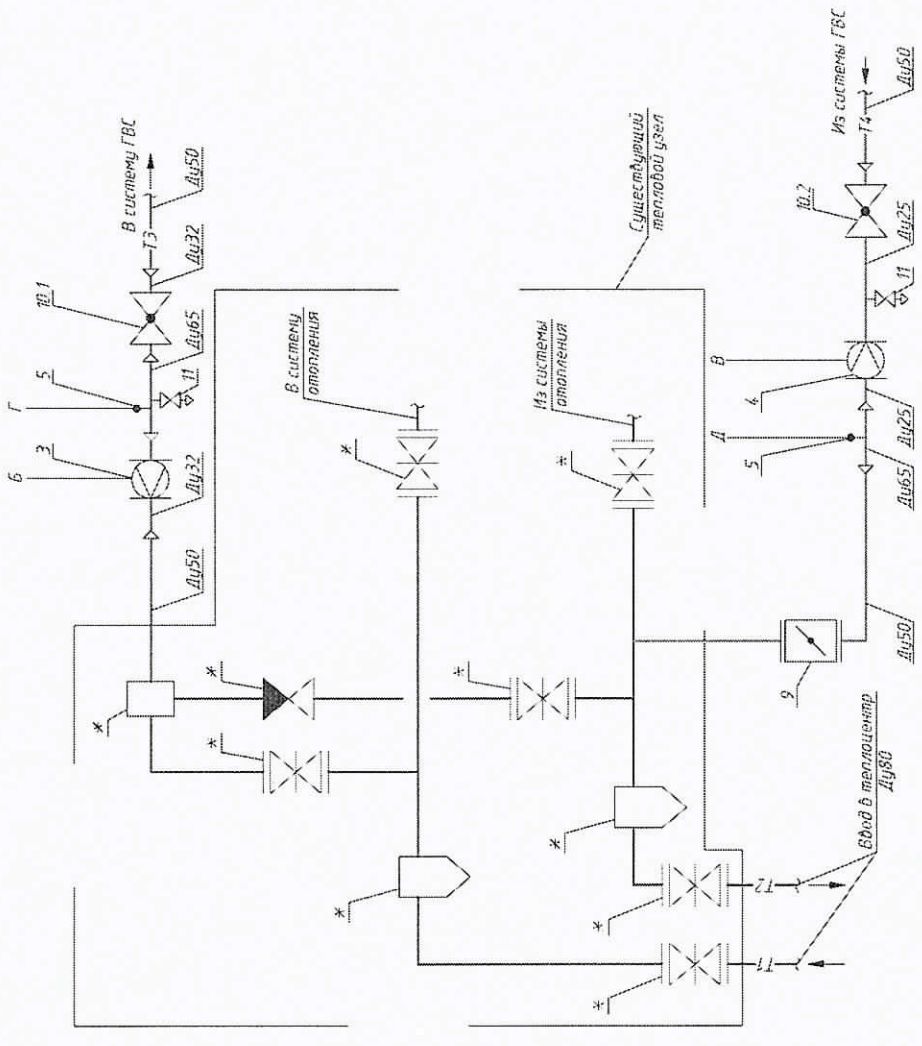 В систему ГВС
Т3
Ду50
Ду32
10.1
Ду65
5
Г
11
3
Б
Ду32
Ду50
*
*
*
В систему
отопления
*
Существующий
тепловой узел
Из системы
отопления
*
*
*
*
*
*
Т1
Т2
Ввод в теплоцентр
Ду80
9
Ду50
Ду65
5
Д
Ду25
4
В
11
Ду25
10.2
Т4
Ду50
Из системы ГВС